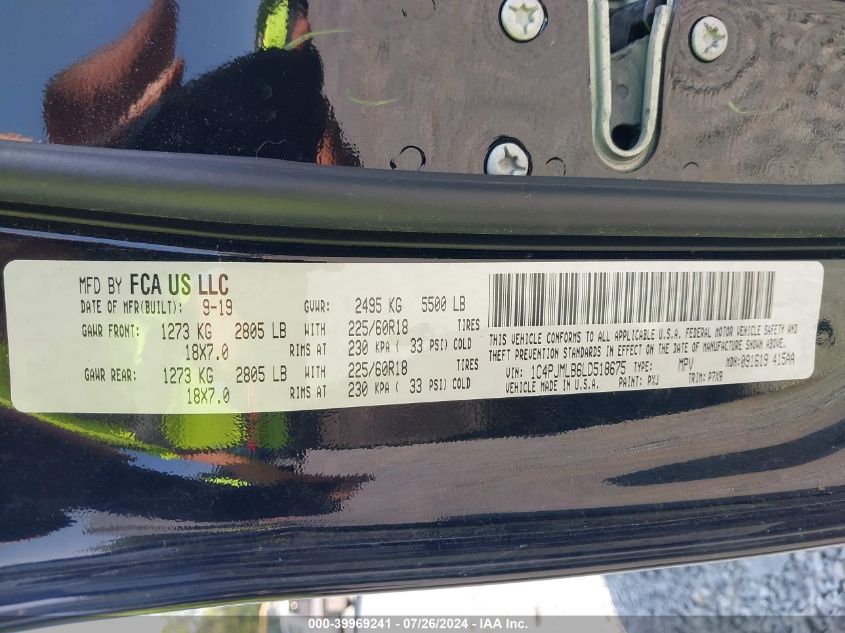 MFD BY FCA US LLC
DATE OF MFR(BUILT): 9-19 GVWR: 2495 KG 5500 LB
GAWR FRONT: 1273 KG 2805 LB WITH 225/60R18 TIRES
18X7.0 RIMS AT 230 KPA ( 33 PSI) COLD
GAWR REAR: 1273 KG 2805 LB WITH 225/60R18 TIRES
18X7.0 RIMS AT 230 KPA ( 33 PSI) COLD
THIS VEHICLE CONFORMS TO ALL APPLICABLE U.S.A. FEDERAL MOTOR VEHICLE SAFETY AND
THEFT PREVENTION STANDARDS IN EFFECT ON THE DATE OF MANUFACTURE SHOWN ABOVE.
VIN: 1C4PJMLB6LD518675 TYPE: MPV MDH: 091619 415AA
VEHICLE MADE IN U.S.A. PAINT: PXJ TRIM: P7X9
000-39969241 - 07/26/2024 - IAA Inc.